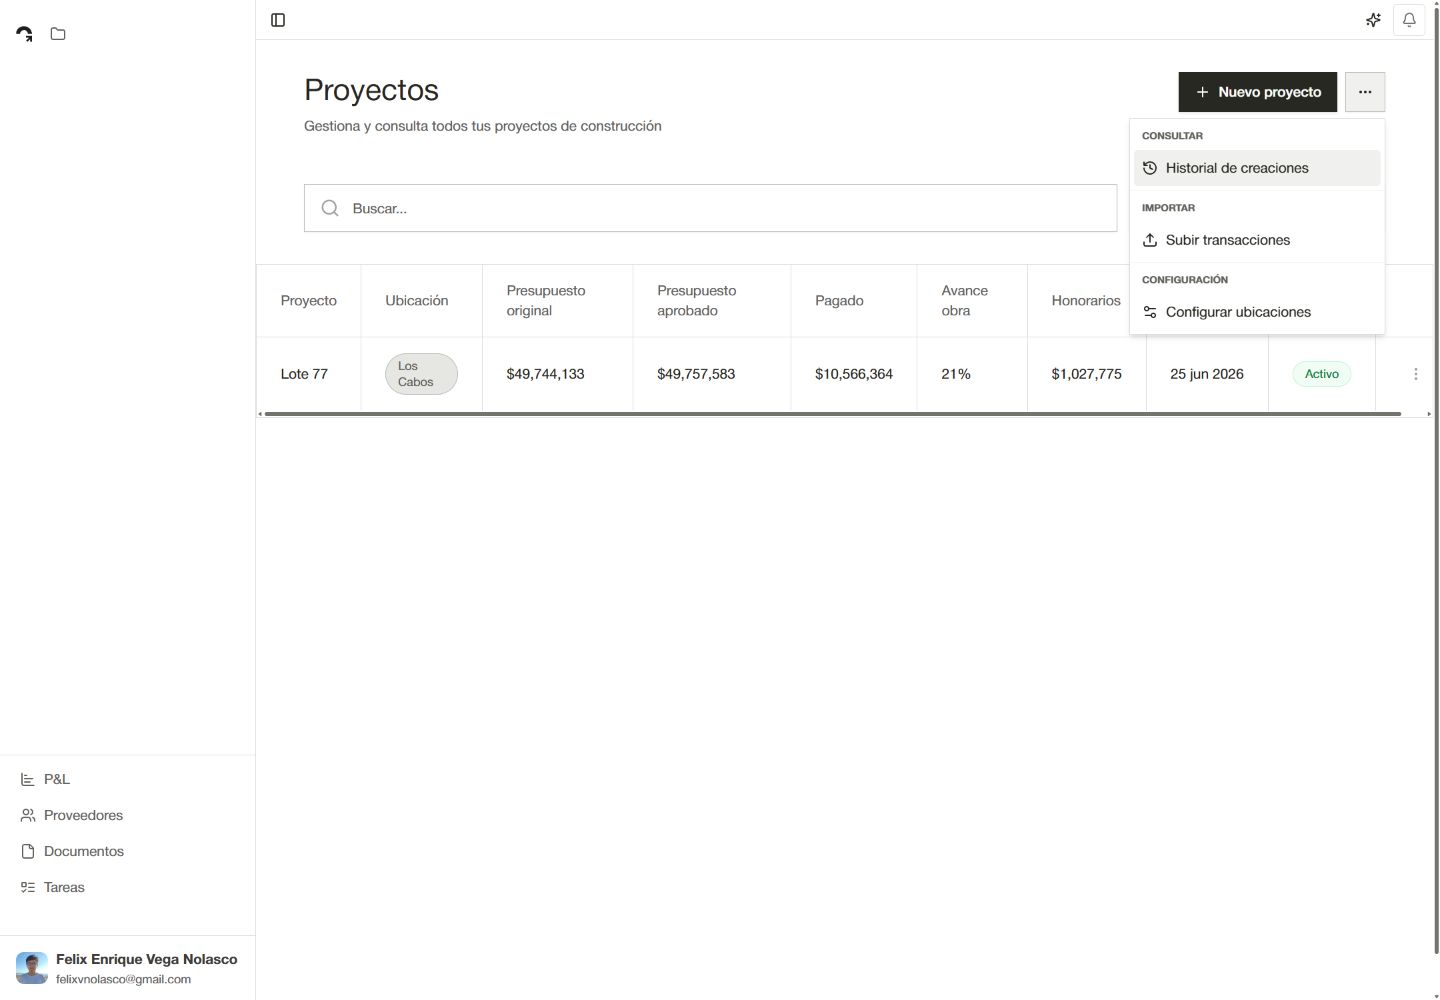 Proyectos
Gestiona y consulta todos tus proyectos de construcción
Nuevo proyecto
CONSULTAR
Historial de creaciones
IMPORTAR
Subir transacciones
CONFIGURACIÓN
Configurar ubicaciones
Buscar...
Proyecto
Ubicación
Presupuesto
original
Presupuesto
aprobado
Pagado
Avance
obra
Honorarios
Lote 77
Los
Cabos
$49,744,133
$49,757,583
$10,566,364
21%
$1,027,775
25 jun 2026
Activo
P&L
Proveedores
Documentos
Tareas
Felix Enrique Vega Nolasco
felixvnolasco@gmail.com